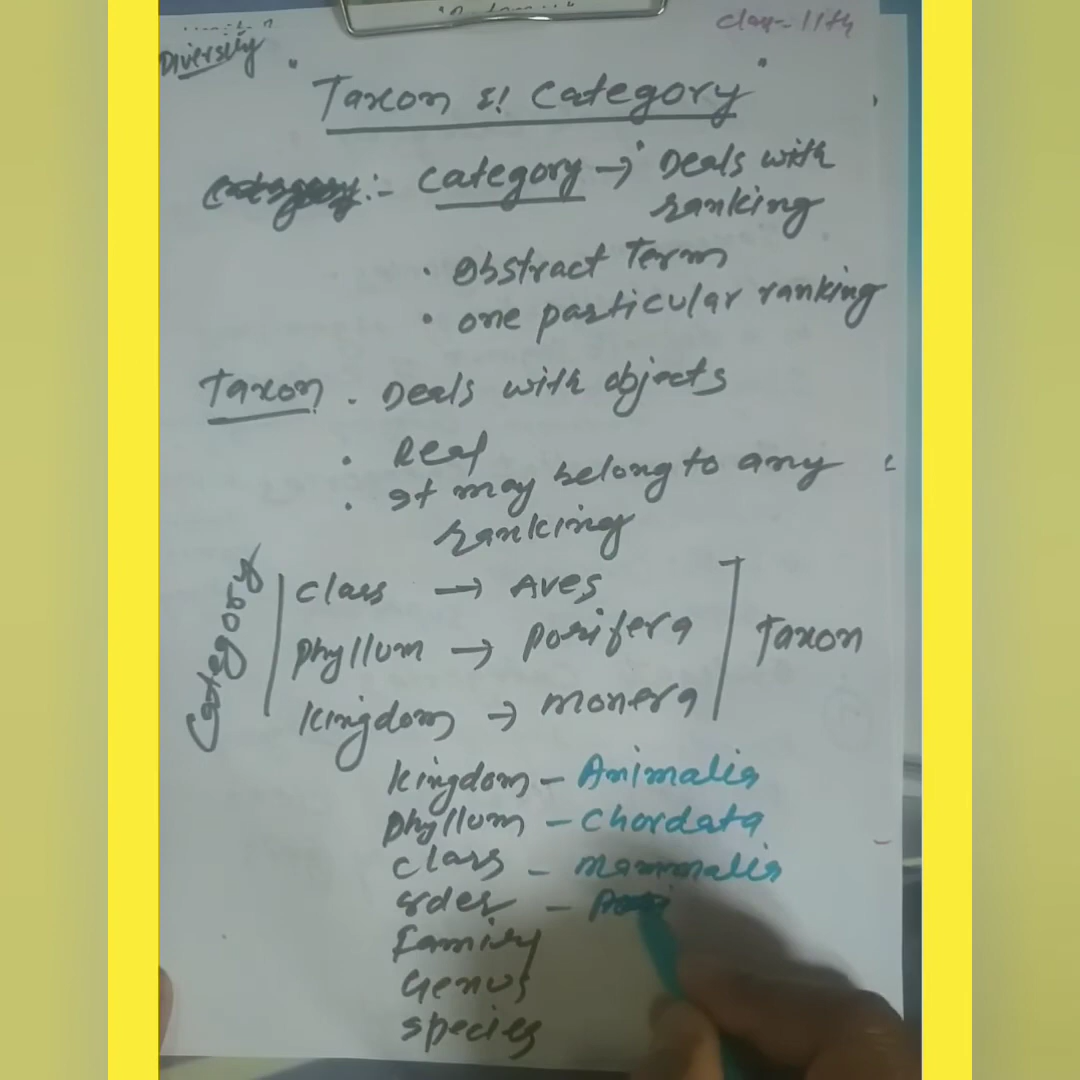 class-11th
Diversity
"Taxon & Category"
Category:- Category → Deals with
ranking
• Obstract Term
• one particular ranking
Taxon . Deals with objects
. Real
. It may belong to any
ranking
Category
Class → Aves
Phyllum → Porifera
Kingdom → Monera
Taxon
Kingdom - Animalia
Phyllum - Chordata
Class - Mammalia
order -
Family
Genus
species